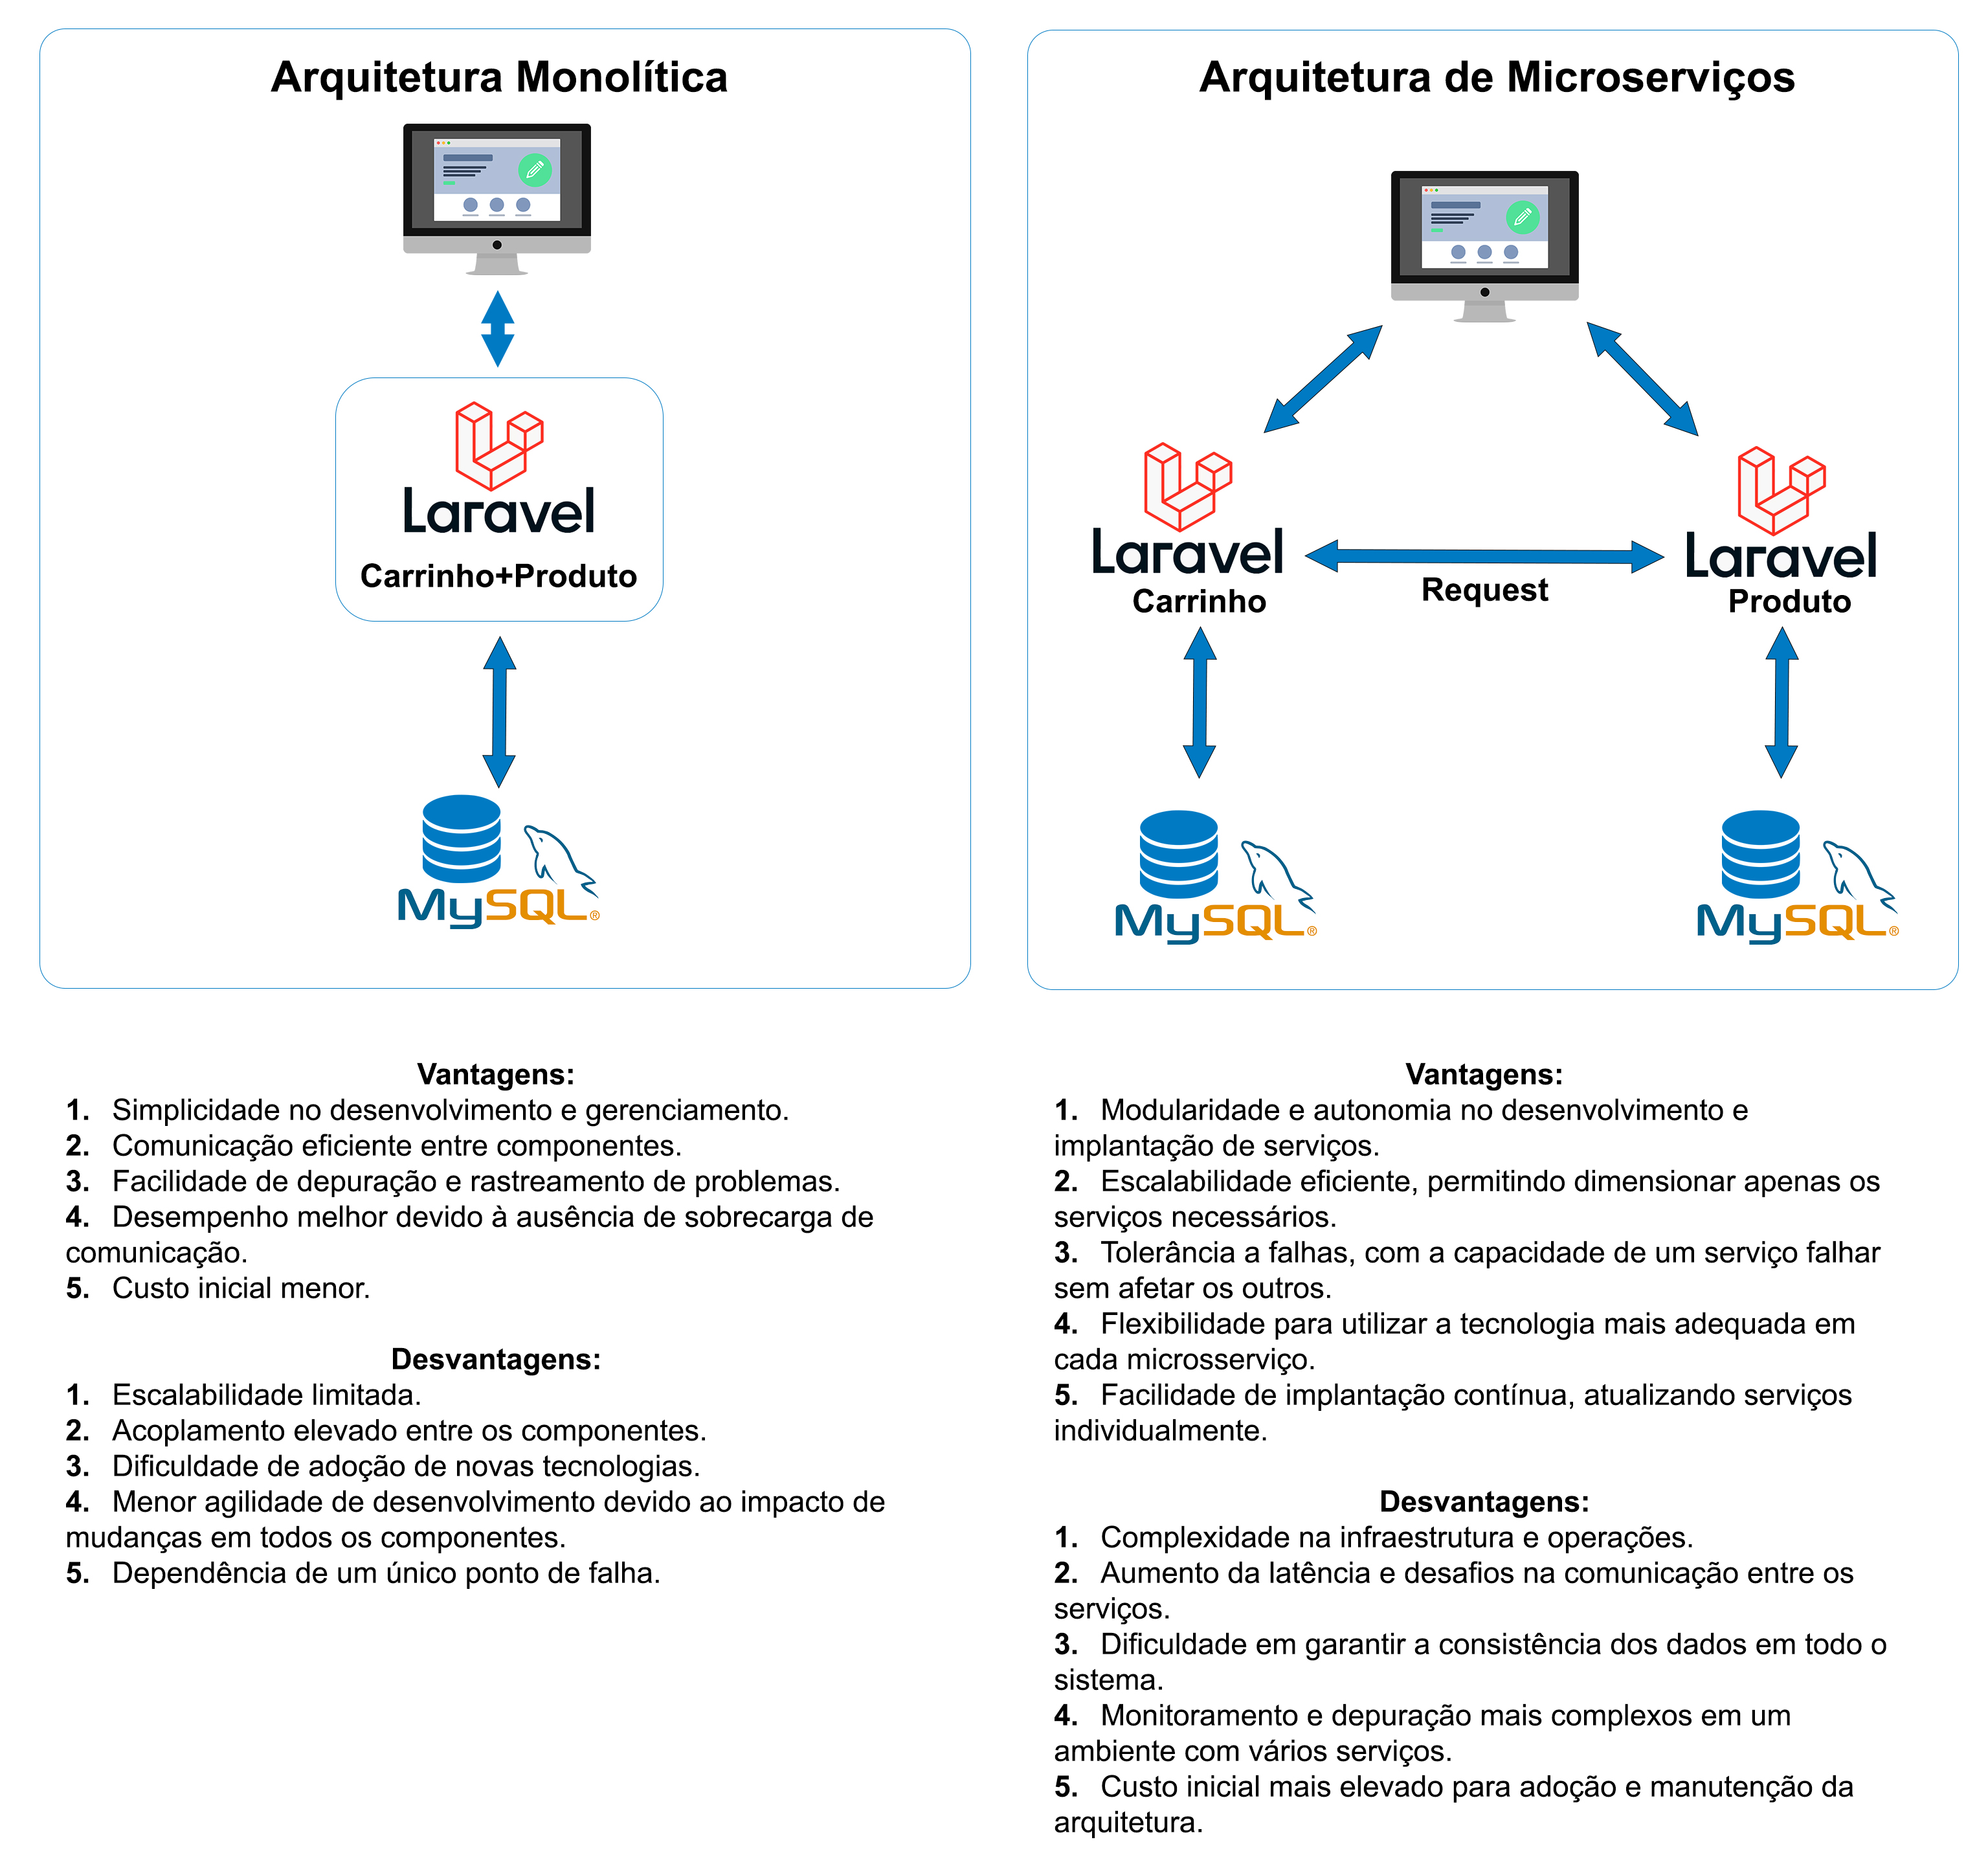 Arquitetura Monolítica
Laravel
Carrinho+Produto
MySQL®
Arquitetura de Microserviços
Laravel
Carrinho
Request
Laravel
Produto
MySQL®
MySQL®
Vantagens:
1. Simplicidade no desenvolvimento e gerenciamento.
2. Comunicação eficiente entre componentes.
3. Facilidade de depuração e rastreamento de problemas.
4. Desempenho melhor devido à ausência de sobrecarga de
comunicação.
5. Custo inicial menor.
Desvantagens:
1. Escalabilidade limitada.
2. Acoplamento elevado entre os componentes.
3. Dificuldade de adoção de novas tecnologias.
4. Menor agilidade de desenvolvimento devido ao impacto de
mudanças em todos os componentes.
5. Dependência de um único ponto de falha.
Vantagens:
1. Modularidade e autonomia no desenvolvimento e
implantação de serviços.
2. Escalabilidade eficiente, permitindo dimensionar apenas os
serviços necessários.
3. Tolerância a falhas, com a capacidade de um serviço falhar
sem afetar os outros.
4. Flexibilidade para utilizar a tecnologia mais adequada em
cada microsserviço.
5. Facilidade de implantação contínua, atualizando serviços
individualmente.
Desvantagens:
1. Complexidade na infraestrutura e operações.
2. Aumento da latência e desafios na comunicação entre os
serviços.
3. Dificuldade em garantir a consistência dos dados em todo o
sistema.
4. Monitoramento e depuração mais complexos em um
ambiente com vários serviços.
5. Custo inicial mais elevado para adoção e manutenção da
arquitetura.